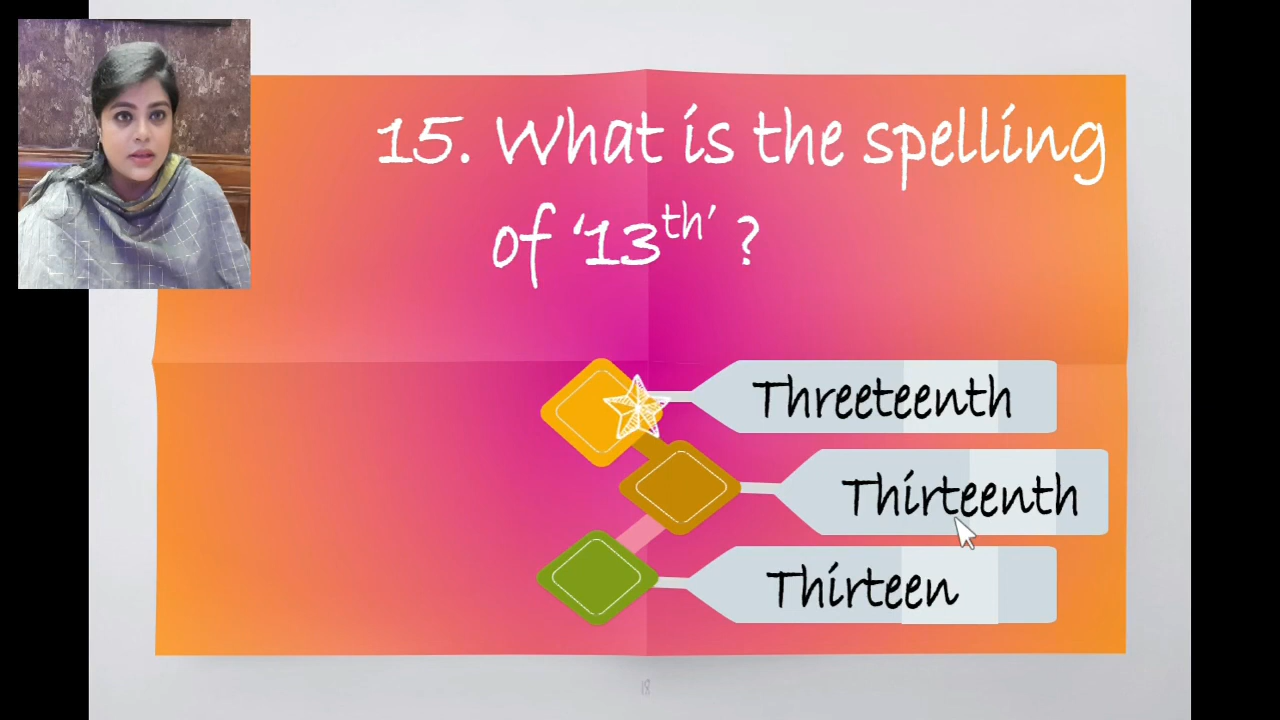 15. What is the spelling
of ‘13th’ ?
Threeteenth
Thirteenth
Thirteen